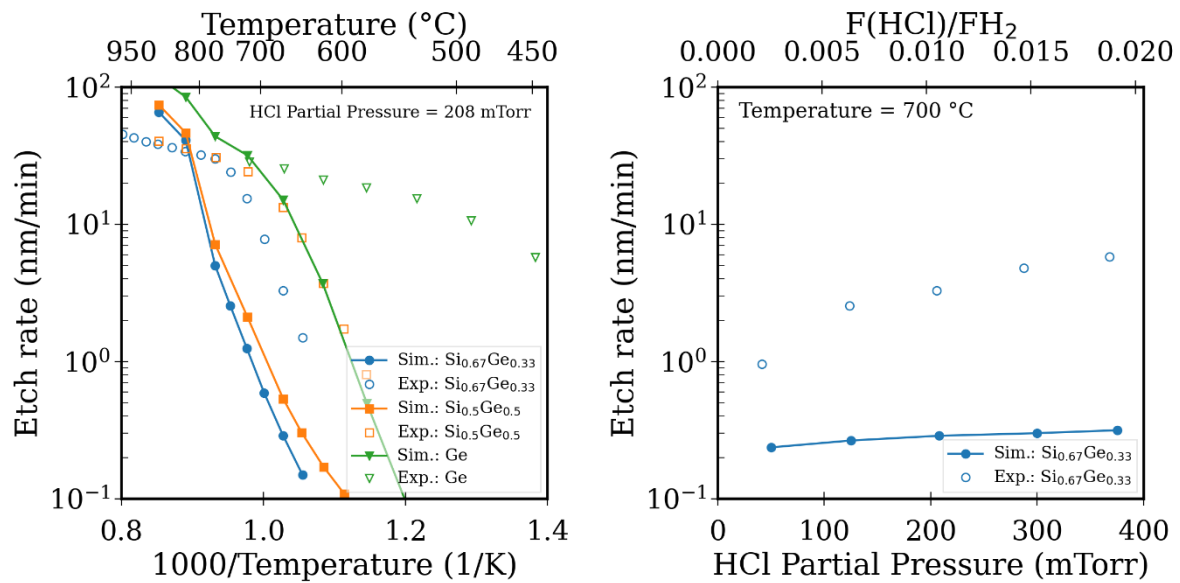 Temperature (°C)
950 800 700 600 500 450
10² 10¹ 10⁰ 10⁻¹
Etch rate (nm/min)
HCl Partial Pressure = 208 mTorr
Sim.: Si₀.₆₇Ge₀.₃₃
Exp.: Si₀.₆₇Ge₀.₃₃
Sim.: Si₀.₅Ge₀.₅
Exp.: Si₀.₅Ge₀.₅
Sim.: Ge
Exp.: Ge
0.8 1.0 1.2 1.4
1000/Temperature (1/K)
F(HCl)/FH₂
0.000 0.005 0.010 0.015 0.020
10² 10¹ 10⁰ 10⁻¹
Etch rate (nm/min)
Temperature = 700 °C
Sim.: Si₀.₆₇Ge₀.₃₃
Exp.: Si₀.₆₇Ge₀.₃₃
0 100 200 300 400
HCl Partial Pressure (mTorr)